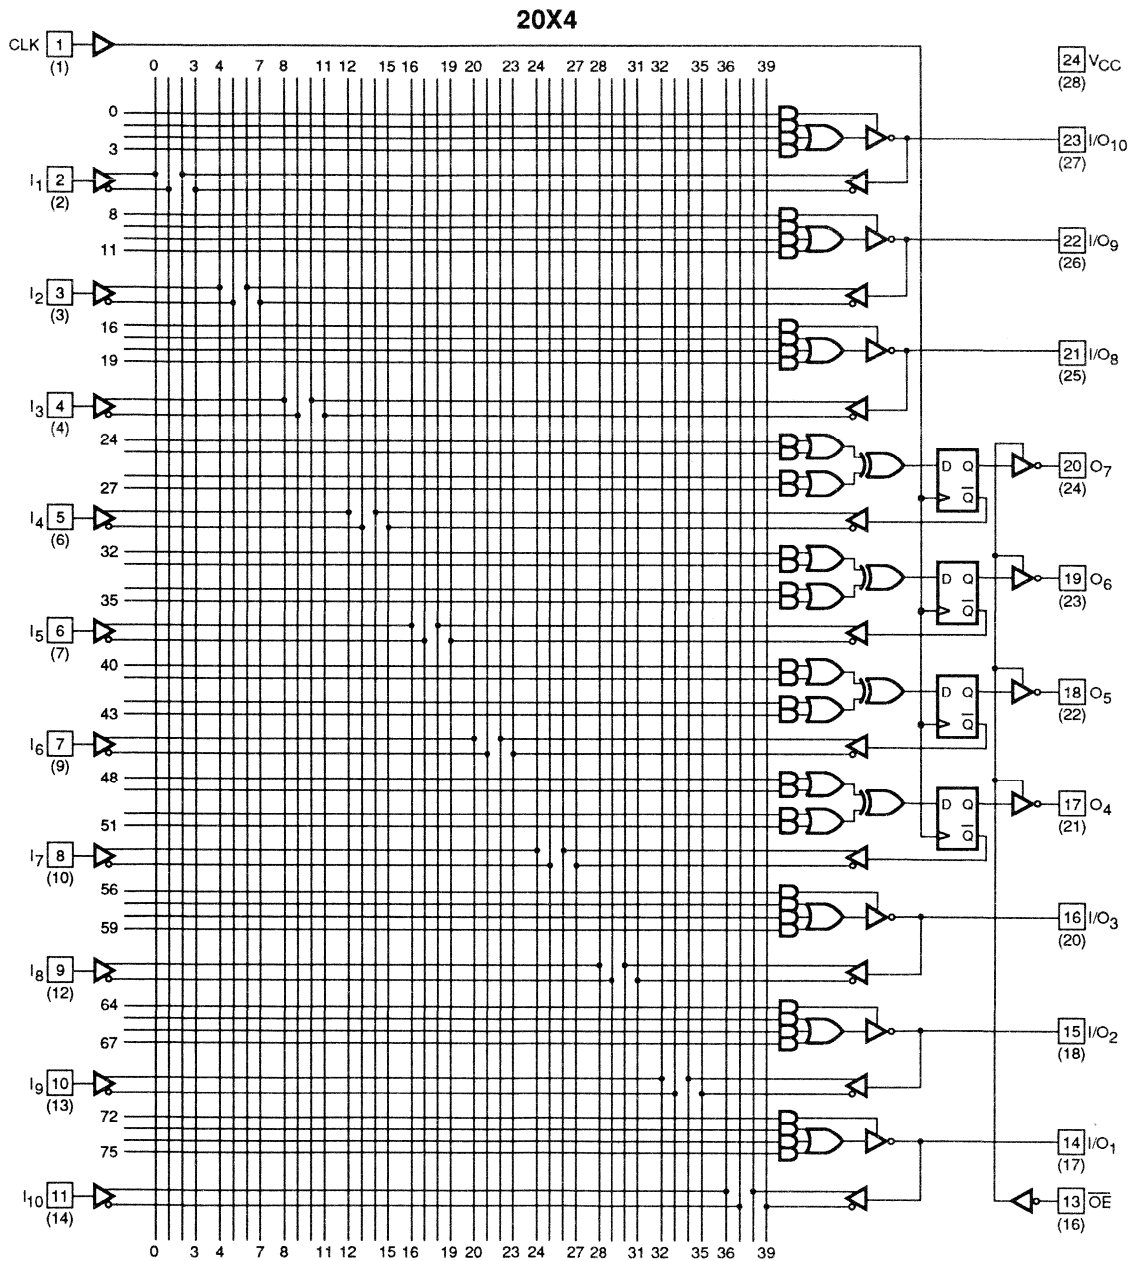 20X4
CLK 1
(1)
24 VCC
(28)
0 3 4 7 8 11 12 15 16 19 20 23 24 27 28 31 32 35 36 39
0
3
23 I/O10
(27)
I1 2
(2)
8
11
22 I/O9
(26)
I2 3
(3)
16
19
21 I/O8
(25)
I3 4
(4)
24
27
D Q
Q̅
20 O7
(24)
I4 5
(6)
32
35
D Q
Q̅
19 O6
(23)
I5 6
(7)
40
43
D Q
Q̅
18 O5
(22)
I6 7
(9)
48
51
D Q
Q̅
17 O4
(21)
I7 8
(10)
56
59
16 I/O3
(20)
I8 9
(12)
64
67
15 I/O2
(18)
I9 10
(13)
72
75
14 I/O1
(17)
I10 11
(14)
13 O̅E̅
(16)
0 3 4 7 8 11 12 15 16 19 20 23 24 27 28 31 32 35 36 39